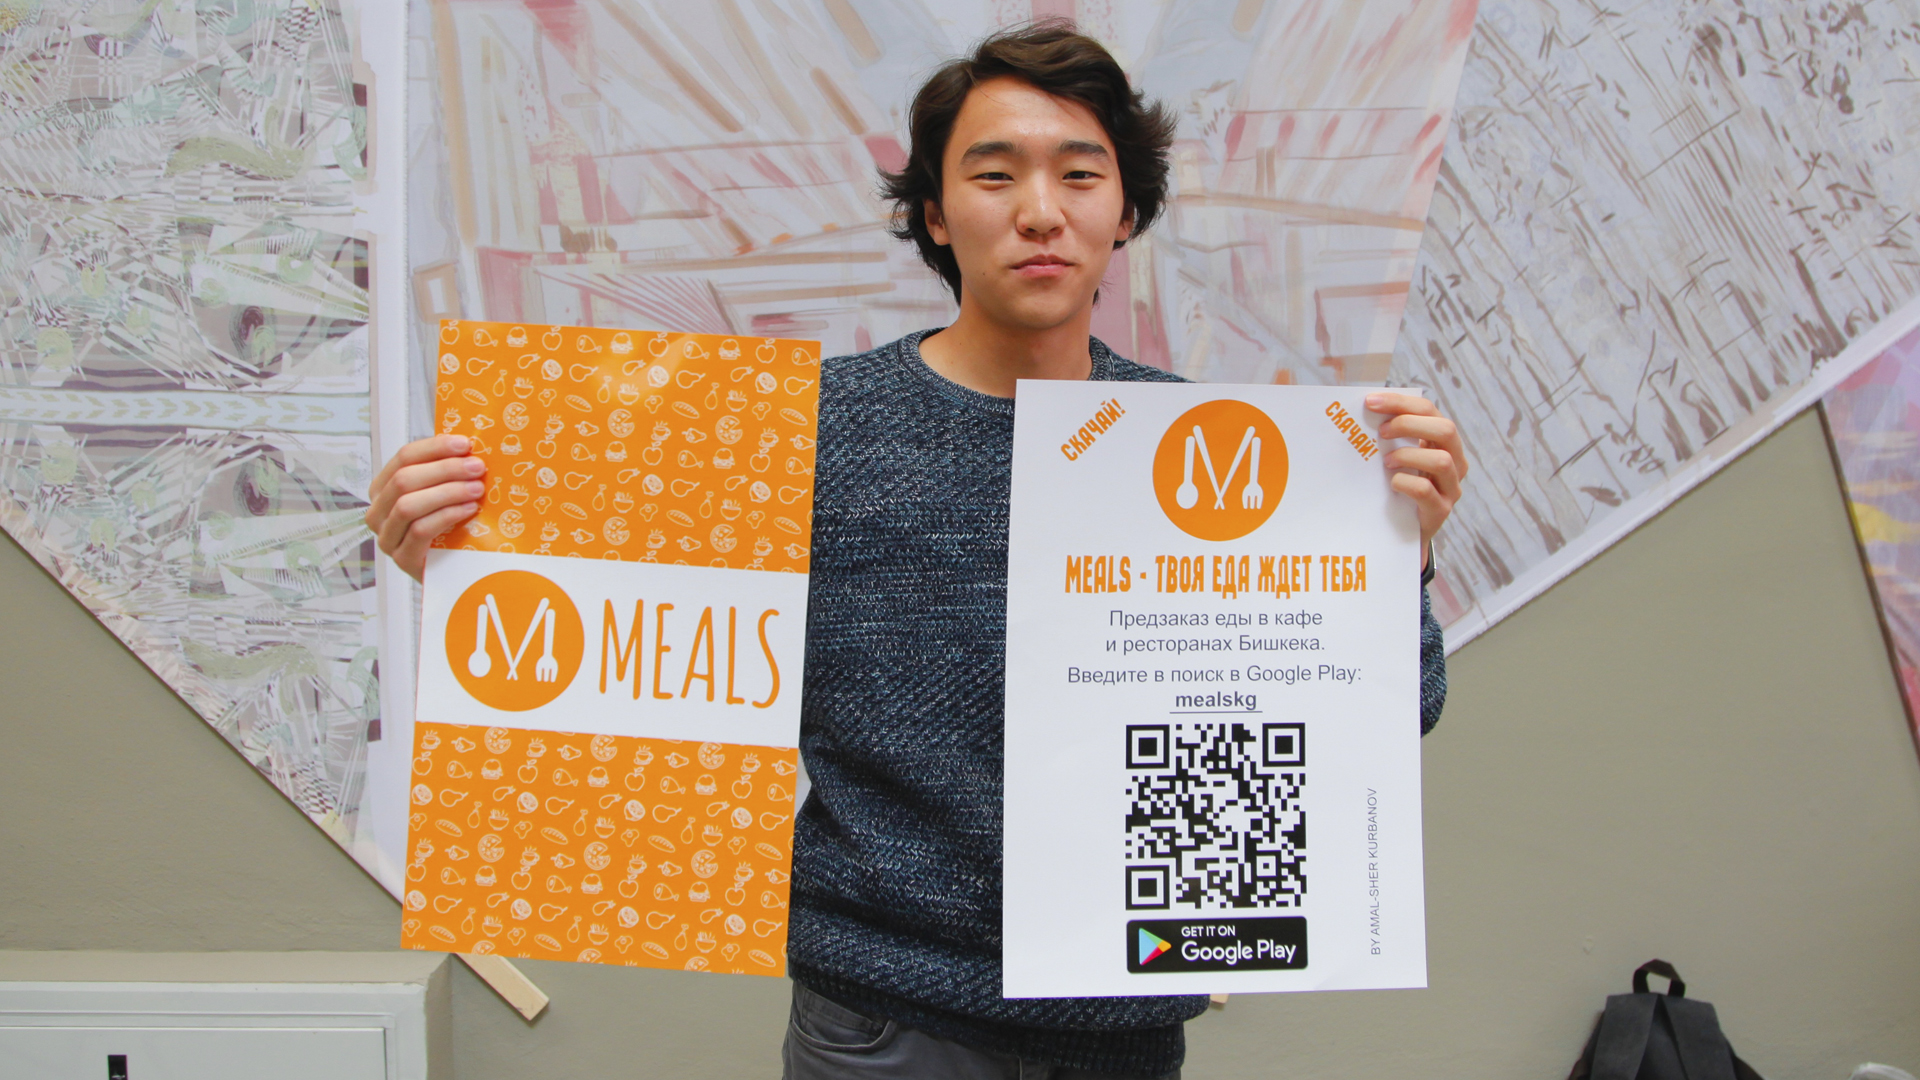 MEALS
СКАЧАЙ!
СКАЧАЙ!
MEALS - ТВОЯ ЕДА ЖДЕТ ТЕБЯ
Предзаказ еды в кафе
и ресторанах Бишкека.
Введите в поиск в Google Play:
mealskg
GET IT ON
Google Play
BY AMAL-SHER KURBANOV